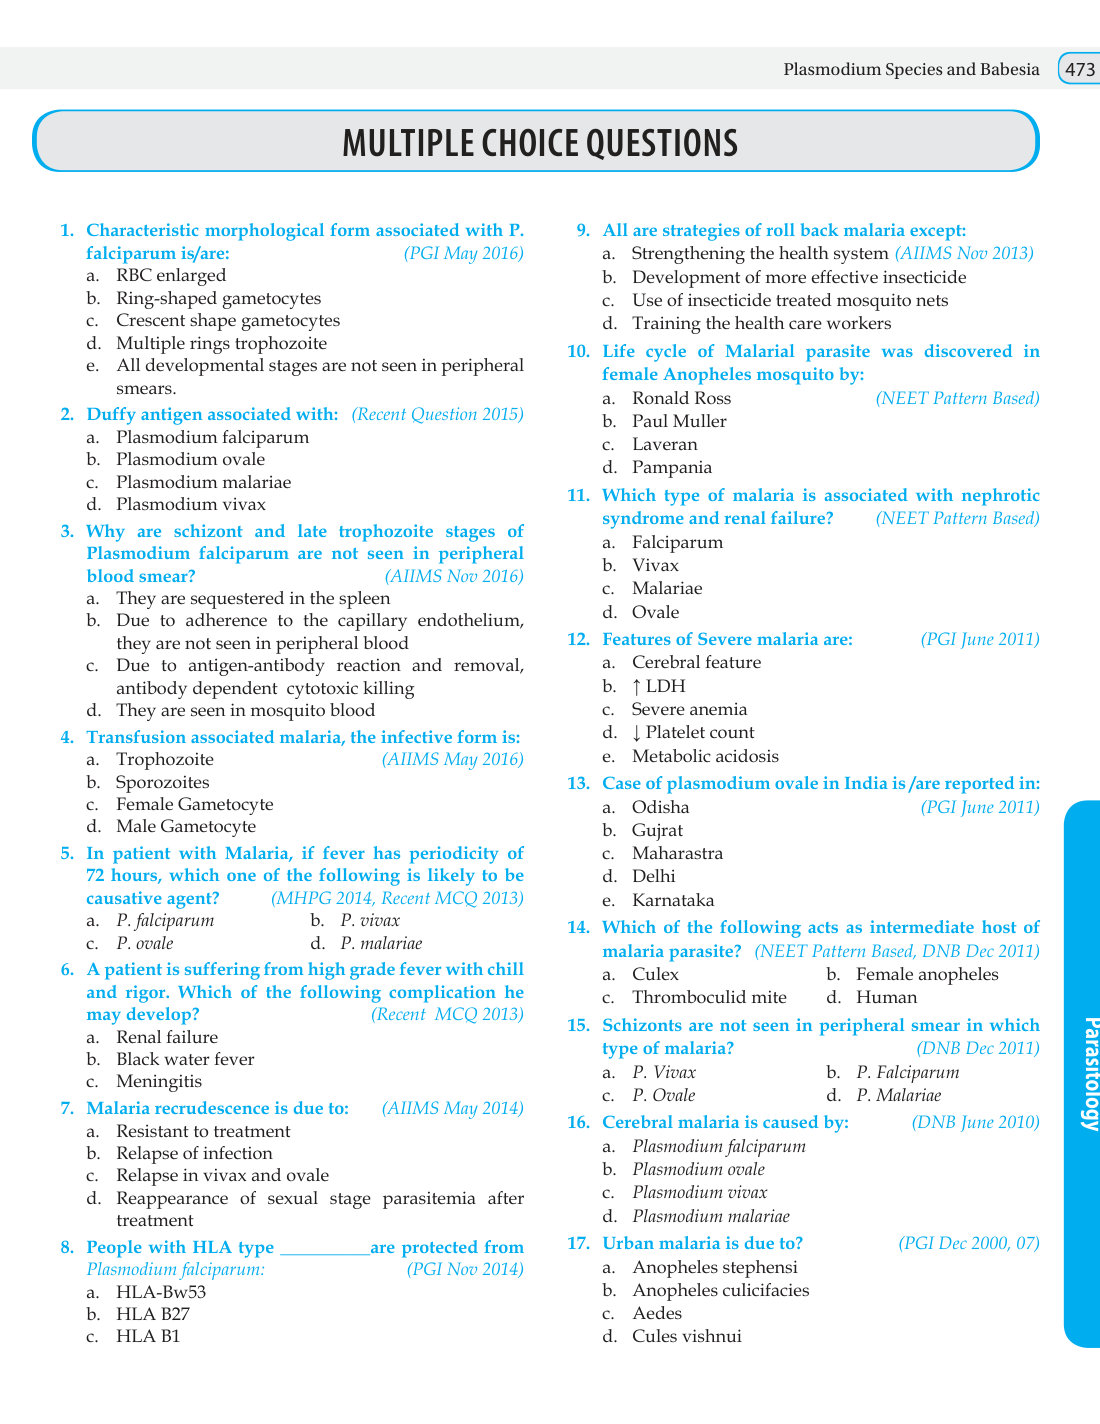 Plasmodium Species and Babesia 473
MULTIPLE CHOICE QUESTIONS
1. Characteristic morphological form associated with P.
falciparum is/are: (PGI May 2016)
a. RBC enlarged
b. Ring-shaped gametocytes
c. Crescent shape gametocytes
d. Multiple rings trophozoite
e. All developmental stages are not seen in peripheral
smears.
2. Duffy antigen associated with: (Recent Question 2015)
a. Plasmodium falciparum
b. Plasmodium ovale
c. Plasmodium malariae
d. Plasmodium vivax
3. Why are schizont and late trophozoite stages of
Plasmodium falciparum are not seen in peripheral
blood smear? (AIIMS Nov 2016)
a. They are sequestered in the spleen
b. Due to adherence to the capillary endothelium,
they are not seen in peripheral blood
c. Due to antigen-antibody reaction and removal,
antibody dependent cytotoxic killing
d. They are seen in mosquito blood
4. Transfusion associated malaria, the infective form is:
a. Trophozoite (AIIMS May 2016)
b. Sporozoites
c. Female Gametocyte
d. Male Gametocyte
5. In patient with Malaria, if fever has periodicity of
72 hours, which one of the following is likely to be
causative agent? (MHPG 2014, Recent MCQ 2013)
a. P. falciparum b. P. vivax
c. P. ovale d. P. malariae
6. A patient is suffering from high grade fever with chill
and rigor. Which of the following complication he
may develop? (Recent MCQ 2013)
a. Renal failure
b. Black water fever
c. Meningitis
7. Malaria recrudescence is due to: (AIIMS May 2014)
a. Resistant to treatment
b. Relapse of infection
c. Relapse in vivax and ovale
d. Reappearance of sexual stage parasitemia after
treatment
8. People with HLA type __________are protected from
Plasmodium falciparum: (PGI Nov 2014)
a. HLA-Bw53
b. HLA B27
c. HLA B1
9. All are strategies of roll back malaria except:
a. Strengthening the health system (AIIMS Nov 2013)
b. Development of more effective insecticide
c. Use of insecticide treated mosquito nets
d. Training the health care workers
10. Life cycle of Malarial parasite was discovered in
female Anopheles mosquito by:
a. Ronald Ross (NEET Pattern Based)
b. Paul Muller
c. Laveran
d. Pampania
11. Which type of malaria is associated with nephrotic
syndrome and renal failure? (NEET Pattern Based)
a. Falciparum
b. Vivax
c. Malariae
d. Ovale
12. Features of Severe malaria are: (PGI June 2011)
a. Cerebral feature
b. ↑ LDH
c. Severe anemia
d. ↓ Platelet count
e. Metabolic acidosis
13. Case of plasmodium ovale in India is /are reported in:
a. Odisha (PGI June 2011)
b. Gujrat
c. Maharastra
d. Delhi
e. Karnataka
14. Which of the following acts as intermediate host of
malaria parasite? (NEET Pattern Based, DNB Dec 2011)
a. Culex b. Female anopheles
c. Thromboculid mite d. Human
15. Schizonts are not seen in peripheral smear in which
type of malaria? (DNB Dec 2011)
a. P. Vivax b. P. Falciparum
c. P. Ovale d. P. Malariae
16. Cerebral malaria is caused by: (DNB June 2010)
a. Plasmodium falciparum
b. Plasmodium ovale
c. Plasmodium vivax
d. Plasmodium malariae
17. Urban malaria is due to? (PGI Dec 2000, 07)
a. Anopheles stephensi
b. Anopheles culicifacies
c. Aedes
d. Cules vishnui
Parasitology